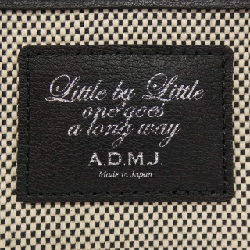 Little by Little
one goes
a long way
A.D.M.J
Made in Japan